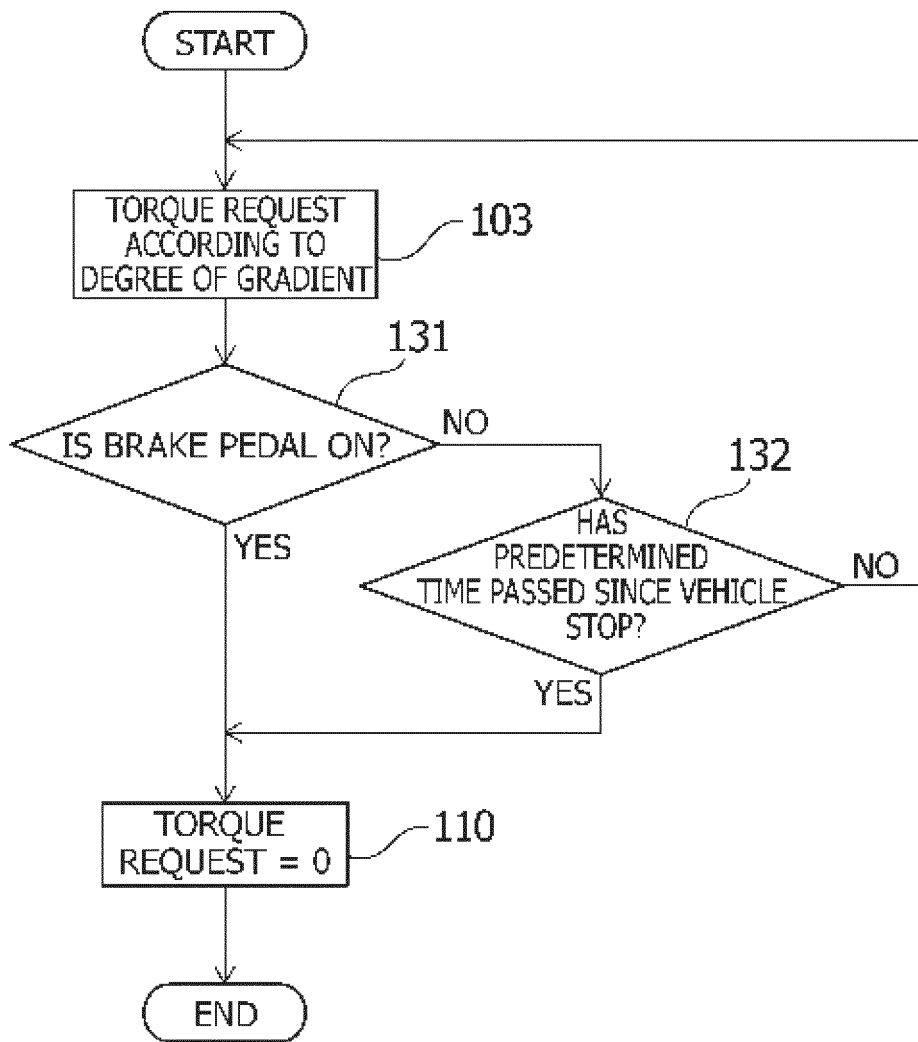 START
TORQUE REQUEST
ACCORDING TO
DEGREE OF GRADIENT
103
131
IS BRAKE PEDAL ON?
NO
YES
132
HAS
PREDETERMINED
TIME PASSED SINCE VEHICLE
STOP?
NO
YES
TORQUE
REQUEST = 0
110
END